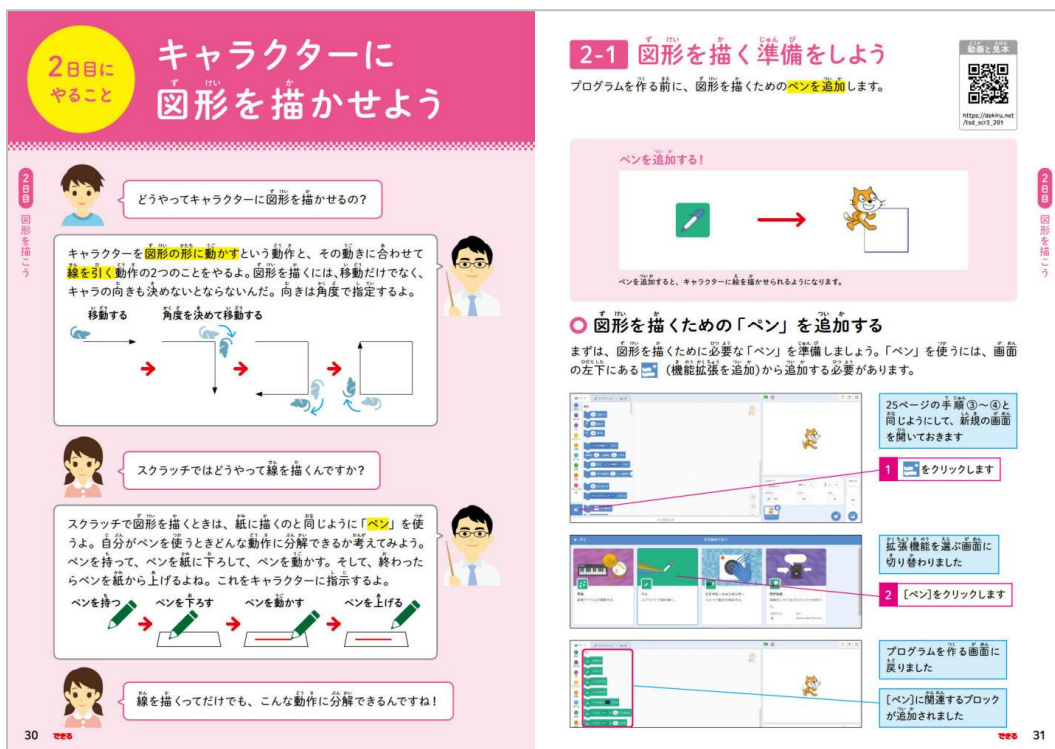 2日目に
やること
キャラクターに
図形を描かせよう
2日目 図形を描こう
どうやってキャラクターに図形を描かせるの？
キャラクターを図形の形に動かすという動作と、その動きに合わせて
線を引く動作の2つのことをやるよ。図形を描くには、移動だけでなく、
キャラの向きも決めないとならないんだ。向きは角度で指定するよ。
移動する 角度を決めて移動する
スクラッチではどうやって線を描くんですか？
スクラッチで図形を描くときは、紙に描くのと同じように「ペン」を使
うよ。自分がペンを使うときどんな動作に分解できるか考えてみよう。
ペンを持って、ペンを紙に下ろして、ペンを動かす。そして、終わった
らペンを紙から上げるよね。これをキャラクターに指示するよ。
ペンを持つ ペンを下ろす ペンを動かす ペンを上げる
線を描くってだけでも、こんな動作に分解できるんですね！
30 できる
2-1 図形を描く準備をしよう
プログラムを作る前に、図形を描くためのペンを追加します。
動画と見本
https://dekiru.net
/tsd_scr3_201
ペンを追加する！
ペンを追加すると、キャラクターに絵を描かせられるようになります。
図形を描くための「ペン」を追加する
まずは、図形を描くために必要な「ペン」を準備しましょう。「ペン」を使うには、画面
の左下にある（機能拡張を追加）から追加する必要があります。
25ページの手順③～④と
同じようにして、新規の画面
を開いておきます
1 をクリックします
拡張機能を選ぶ画面に
切り替わりました
2 [ペン]をクリックします
プログラムを作る画面に
戻りました
[ペン]に関連するブロック
が追加されました
2日目 図形を描こう
できる 31